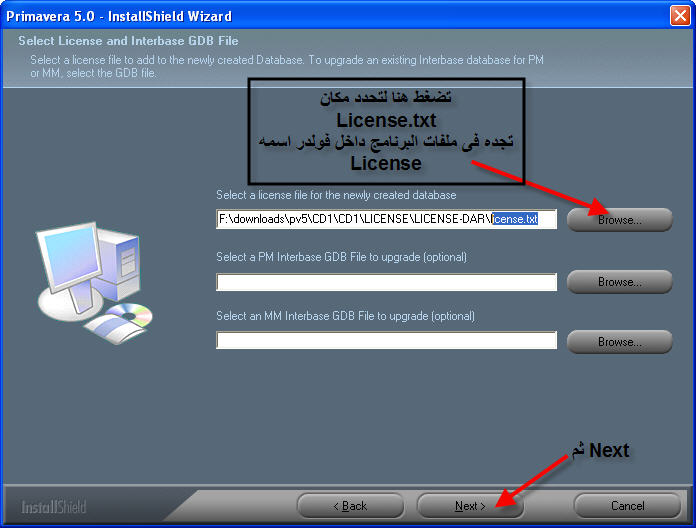 Primavera 5.0 - InstallShield Wizard
Select License and Interbase GDB File
Select a license file to add to the newly created Database. To upgrade an existing Interbase database for PM
or MM, select the GDB file.
تضغط هنا لتحدد مكان
License.txt
تجده فى ملفات البرنامج داخل فولدر اسمه
License
Select a license file for the newly created database
F:\downloads\pv5\CD1\CD1\LICENSE\LICENSE-DAR\license.txt
Browse...
Select a PM Interbase GDB File to upgrade (optional)
Browse...
Select an MM Interbase GDB File to upgrade (optional)
Browse...
ثم Next
InstallShield
< Back
Next >
Cancel